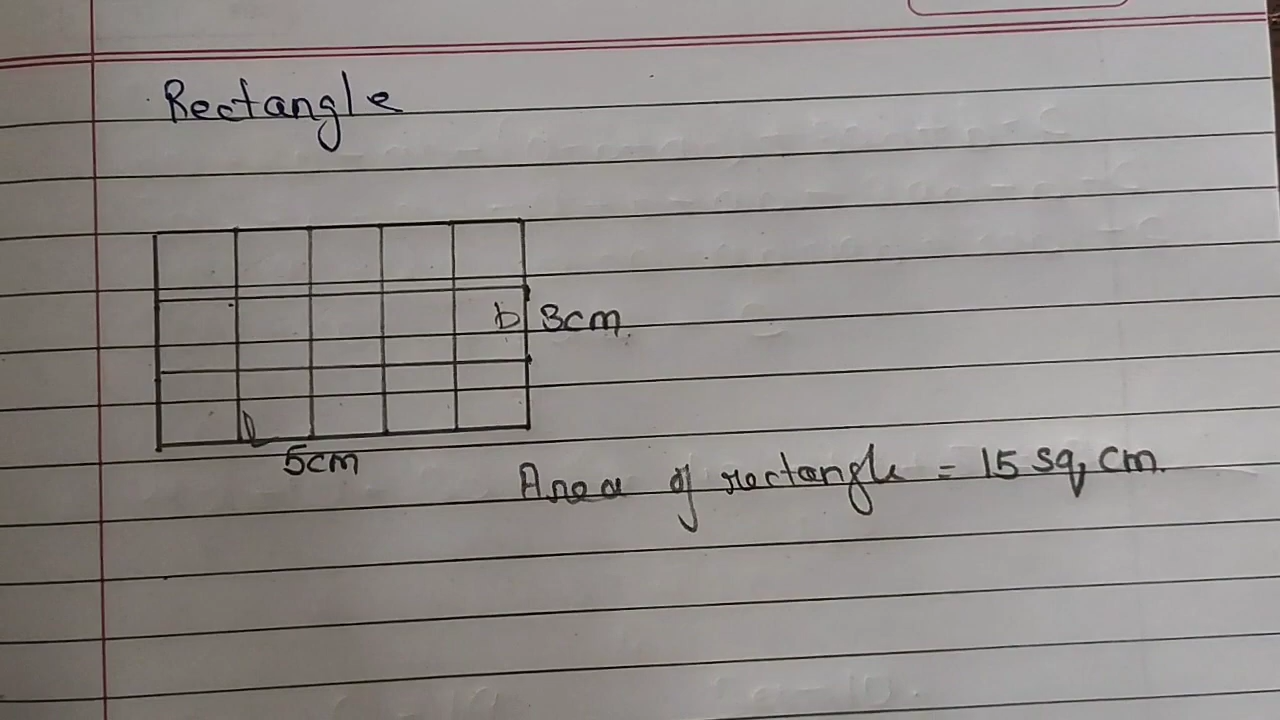 Rectangle
b 3cm.
l
5cm
Area of rectangle = 15 sq, cm.